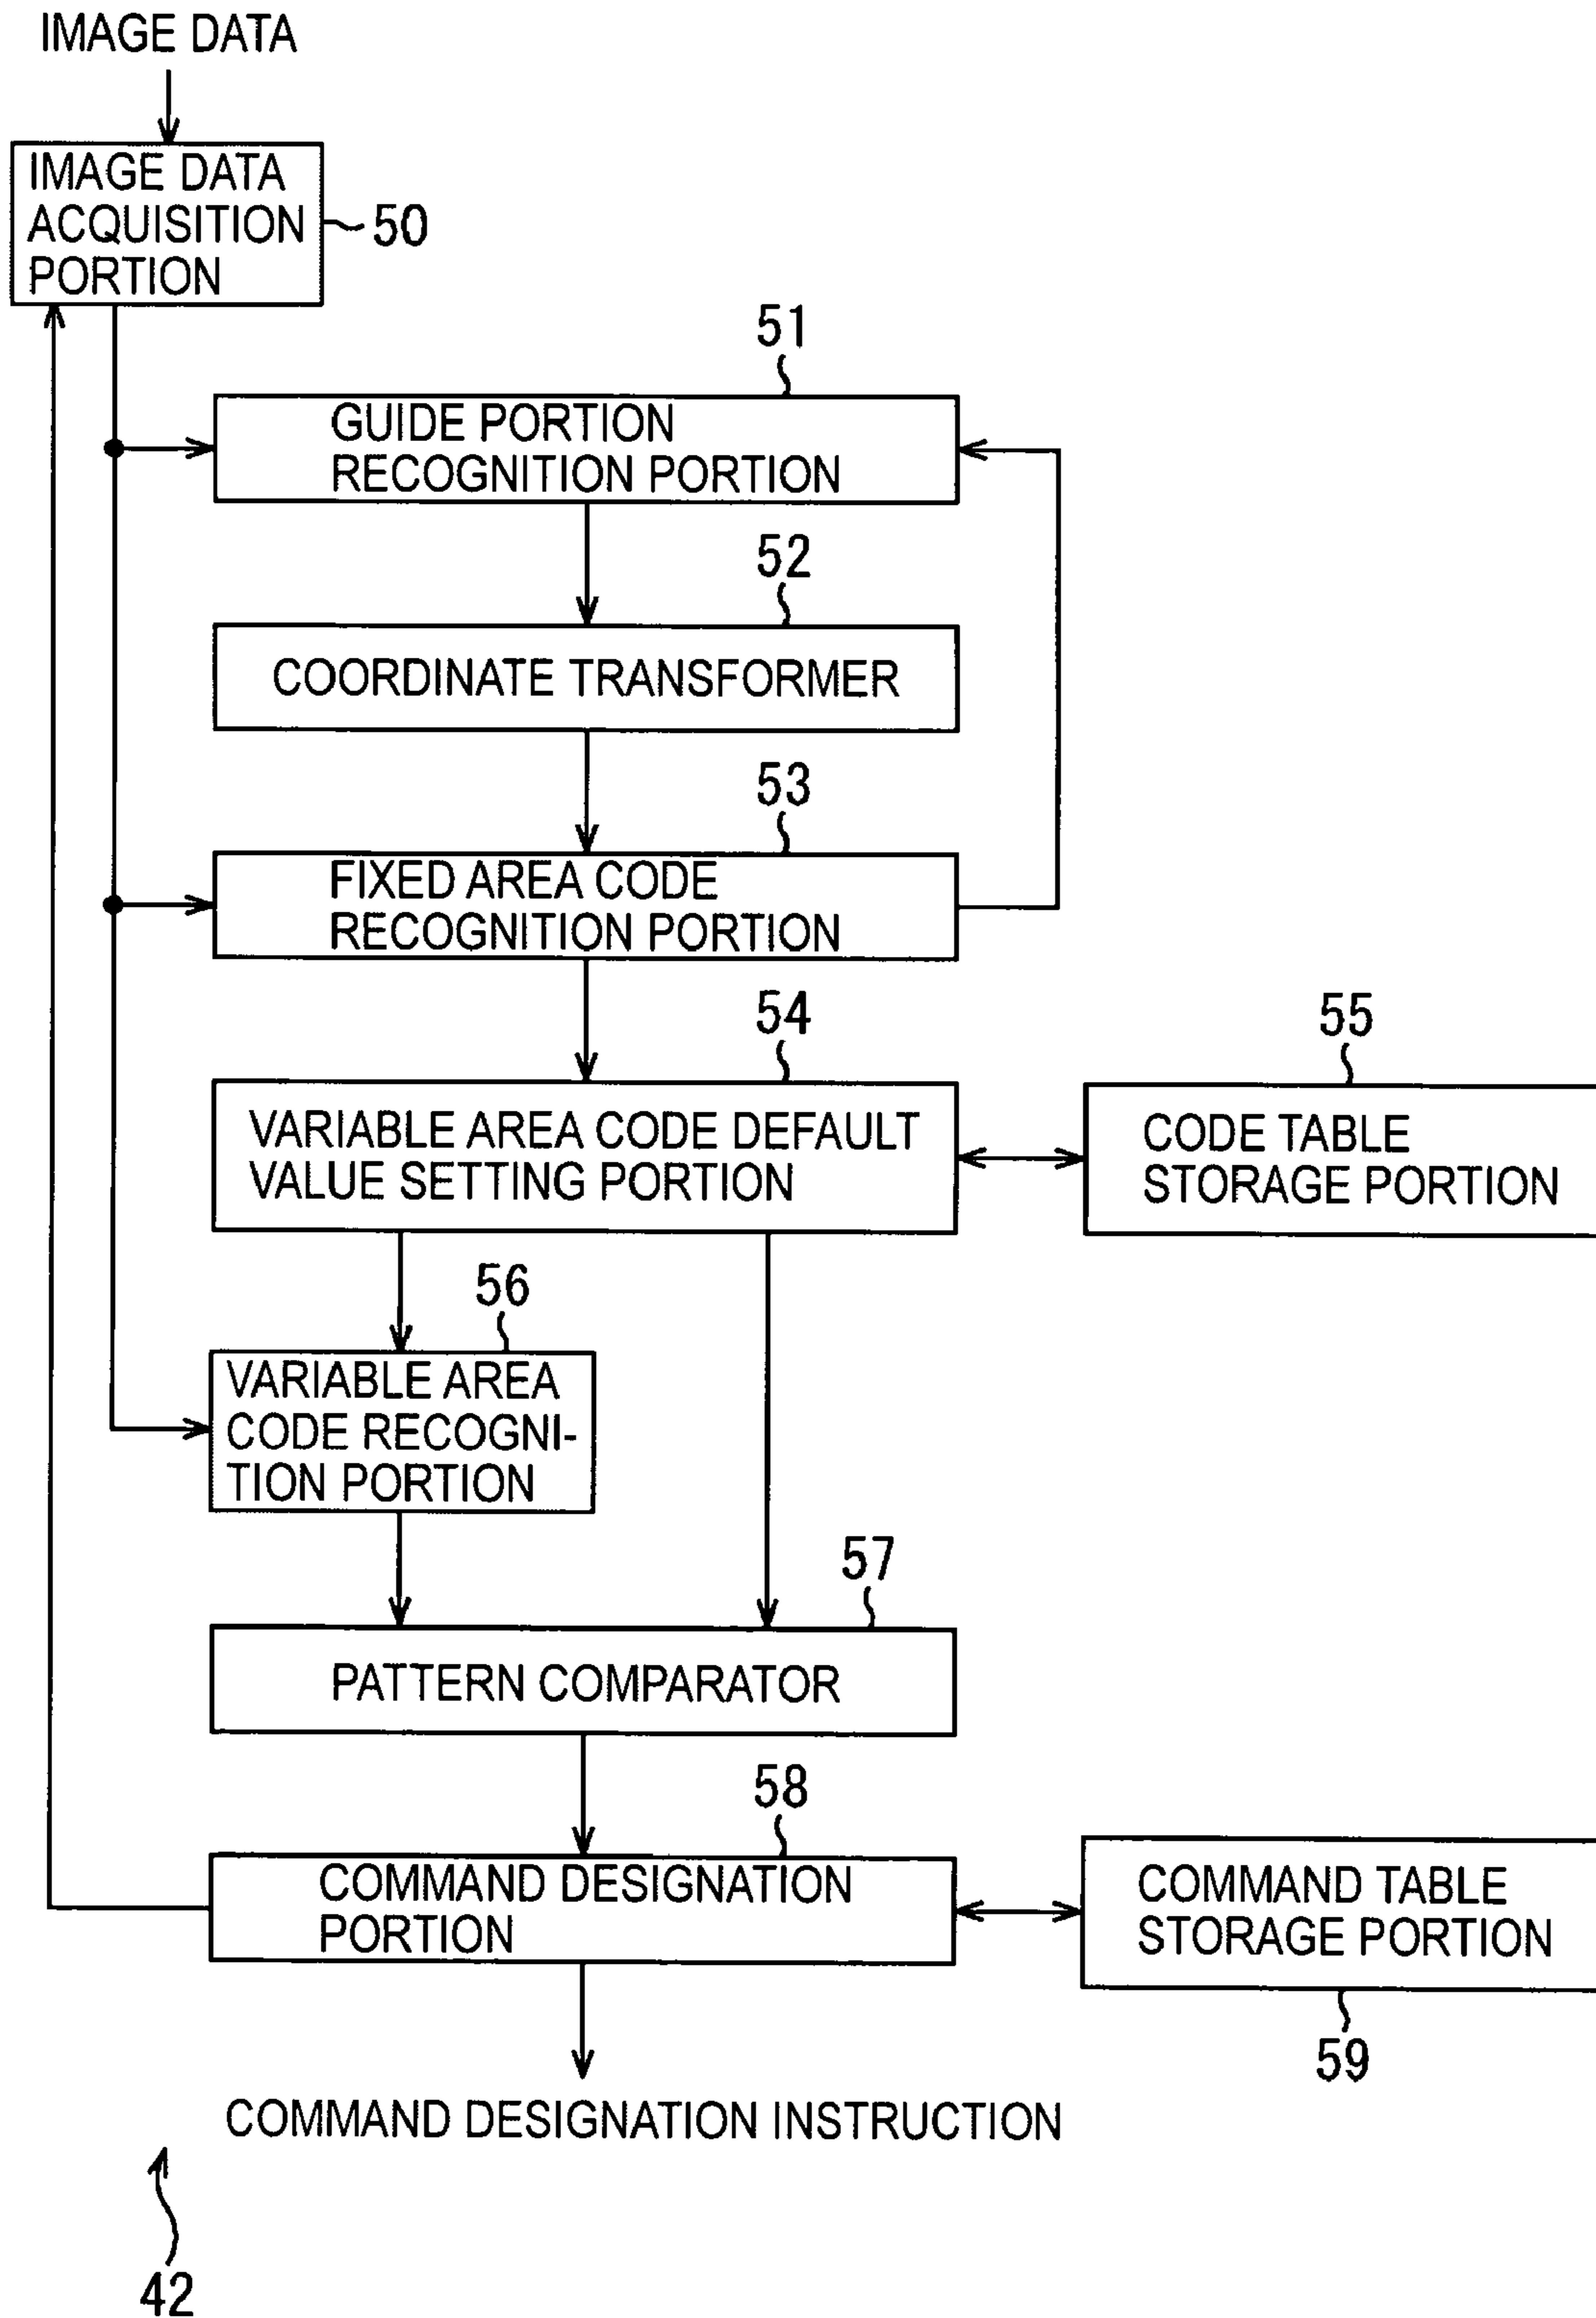 IMAGE DATA
IMAGE DATA
ACQUISITION
PORTION
50
51
GUIDE PORTION
RECOGNITION PORTION
52
COORDINATE TRANSFORMER
53
FIXED AREA CODE
RECOGNITION PORTION
54
VARIABLE AREA CODE DEFAULT
VALUE SETTING PORTION
55
CODE TABLE
STORAGE PORTION
56
VARIABLE AREA
CODE RECOGNI-
TION PORTION
57
PATTERN COMPARATOR
58
COMMAND DESIGNATION
PORTION
COMMAND TABLE
STORAGE PORTION
59
COMMAND DESIGNATION INSTRUCTION
42